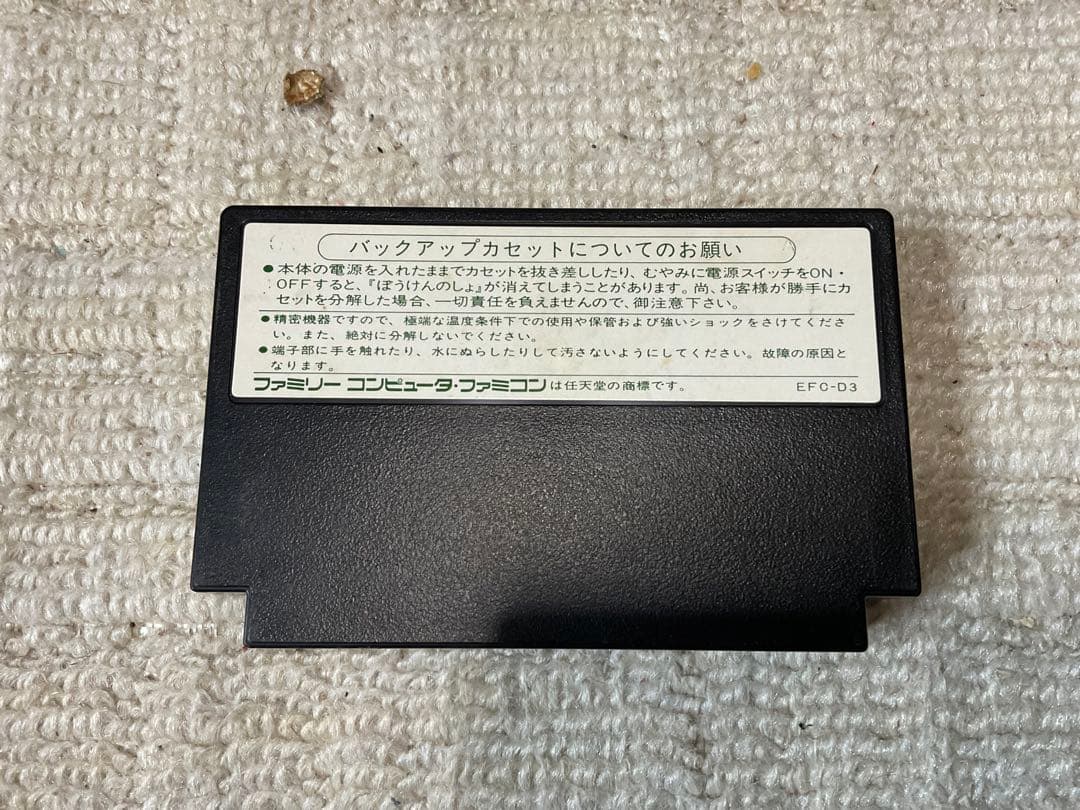 バックアップカセットについてのお願い
●本体の電源を入れたままでカセットを抜き差ししたり、むやみに電源スイッチをON・
OFFすると、『ぼうけんのしょ』が消えてしまうことがあります。尚、お客様が勝手にカ
セットを分解した場合、一切責任を負えませんので、御注意下さい。
●精密機器ですので、極端な温度条件下での使用や保管および強いショックをさけてくださ
い。また、絶対に分解しないでください。
●端子部に手を触れたり、水にぬらしたりして汚さないようにしてください。故障の原因と
なります。
ファミリー コンピュータ・ファミコンは任天堂の商標です。 EFC-D3